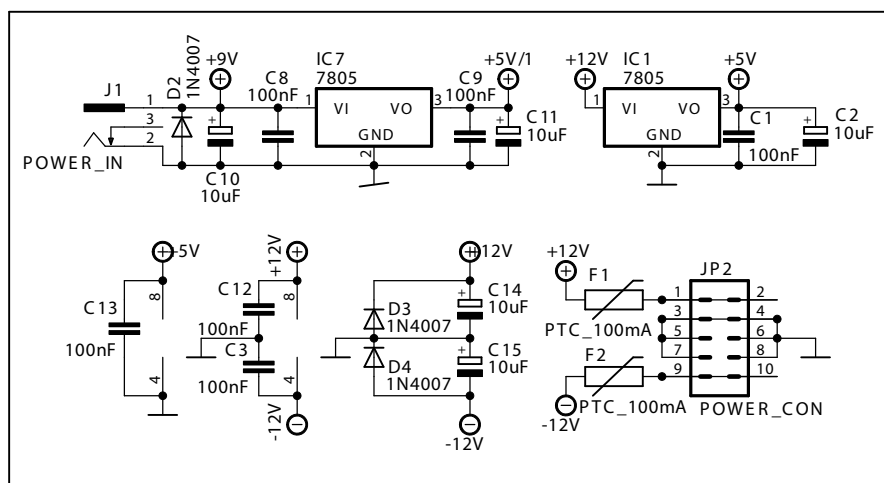 J1
POWER_IN
1
3
2
D2
1N4007
+9V
C10
10uF
C8
100nF
IC7
7805
1
VI
VO
3
GND
2
C9
100nF
+5V/1
C11
10uF
+12V
IC1
7805
1
VI
VO
3
GND
2
+5V
C1
100nF
C2
10uF
-5V
C13
100nF
8
4
+12V
C12
100nF
C3
100nF
8
4
-12V
+12V
D3
1N4007
D4
1N4007
C14
10uF
C15
10uF
-12V
+12V
F1
PTC_100mA
F2
PTC_100mA
-12V
JP2
1
2
3
4
5
6
7
8
9
10
POWER_CON